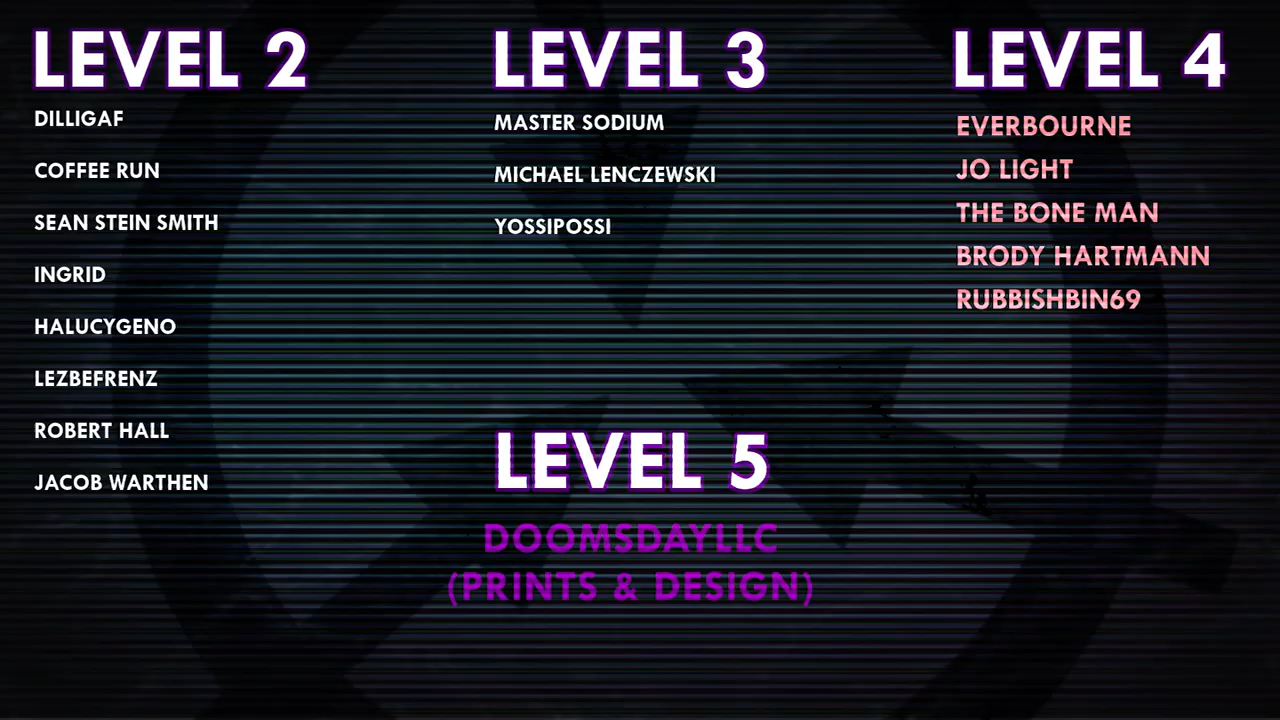 LEVEL 2
DILLIGAF
COFFEE RUN
SEAN STEIN SMITH
INGRID
HALUCYGENO
LEZBEFRENZ
ROBERT HALL
JACOB WARTHEN
LEVEL 3
MASTER SODIUM
MICHAEL LENCZEWSKI
YOSSIPOSSI
LEVEL 4
EVERBOURNE
JO LIGHT
THE BONE MAN
BRODY HARTMANN
RUBBISHBIN69
LEVEL 5
DOOMSDAYLLC
(PRINTS & DESIGN)